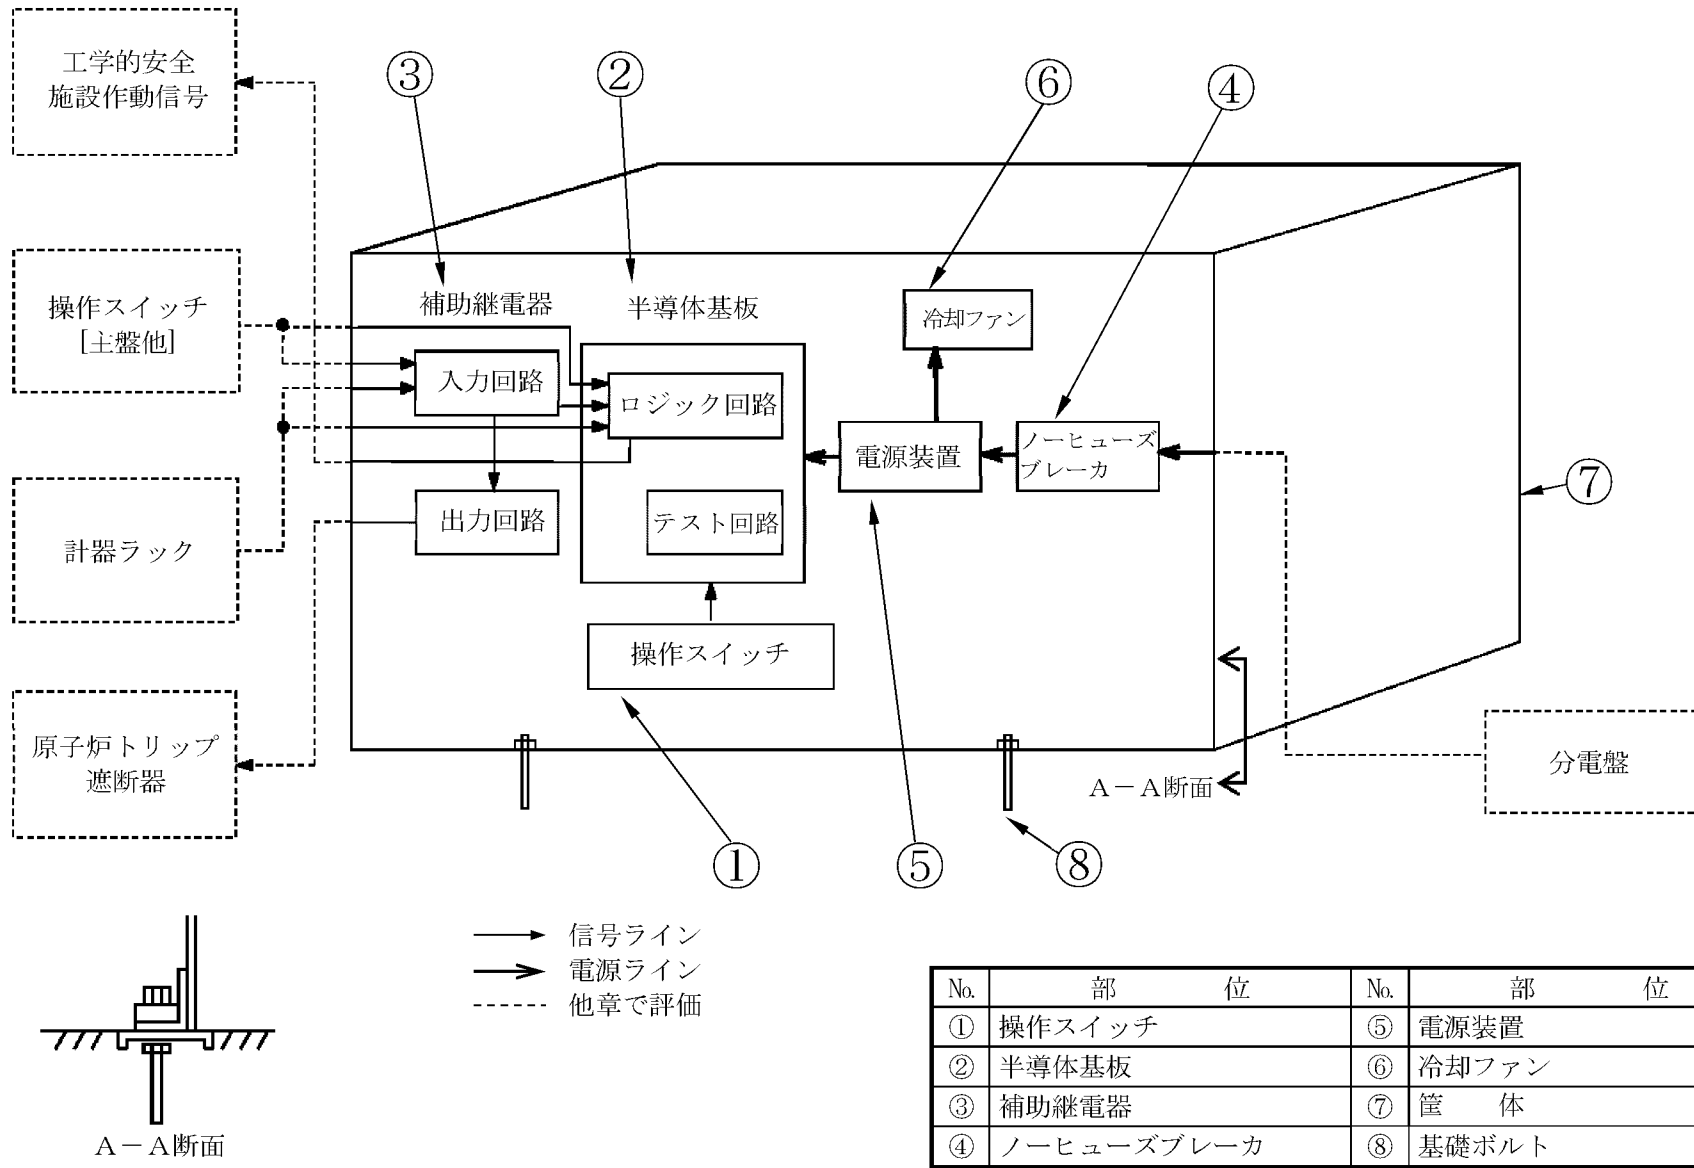 工学的安全
施設作動信号
③
②
⑥
④
操作スイッチ
[主盤他]
補助継電器
半導体基板
冷却ファン
入力回路
ロジック回路
電源装置
ノーヒューズ
ブレーカ
⑦
計器ラック
出力回路
テスト回路
操作スイッチ
原子炉トリップ
遮断器
A－A断面
分電盤
①
⑤
⑧
信号ライン
電源ライン
他章で評価
A－A断面
№ 部 位 № 部 位
① 操作スイッチ ⑤ 電源装置
② 半導体基板 ⑥ 冷却ファン
③ 補助継電器 ⑦ 筐 体
④ ノーヒューズブレーカ ⑧ 基礎ボルト